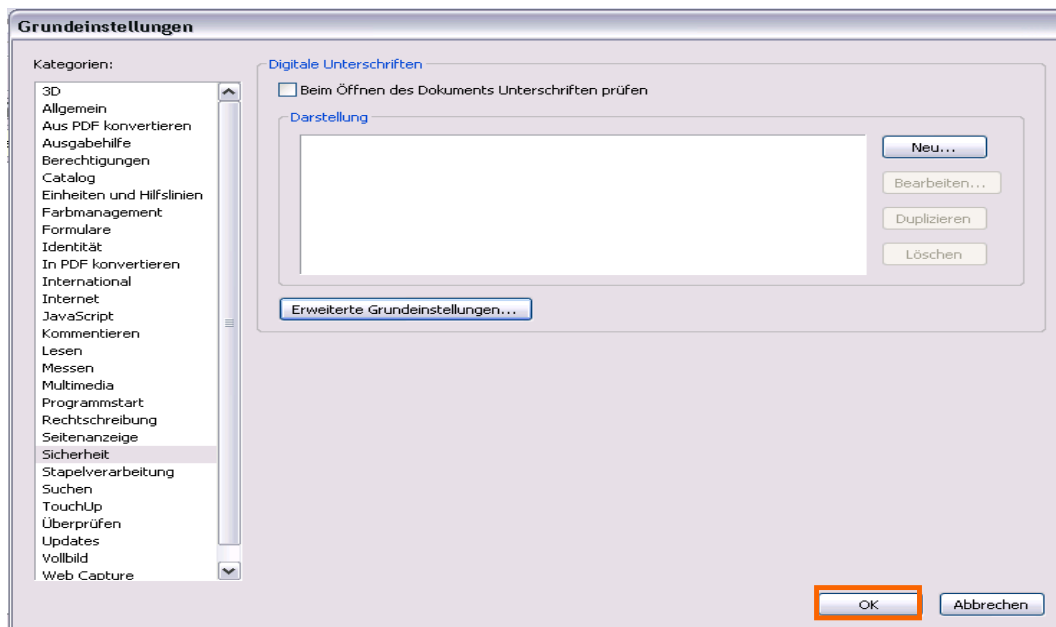 Grundeinstellungen
Kategorien:
3D
Allgemein
Aus PDF konvertieren
Ausgabehilfe
Berechtigungen
Catalog
Einheiten und Hilfslinien
Farbmanagement
Formulare
Identität
In PDF konvertieren
International
Internet
JavaScript
Kommentieren
Lesen
Messen
Multimedia
Programmstart
Rechtschreibung
Seitenanzeige
Sicherheit
Stapelverarbeitung
Suchen
TouchUp
Überprüfen
Updates
Vollbild
Web Capture
Digitale Unterschriften
Beim Öffnen des Dokuments Unterschriften prüfen
Darstellung
Neu...
Bearbeiten...
Duplizieren
Löschen
Erweiterte Grundeinstellungen...
OK Abbrechen